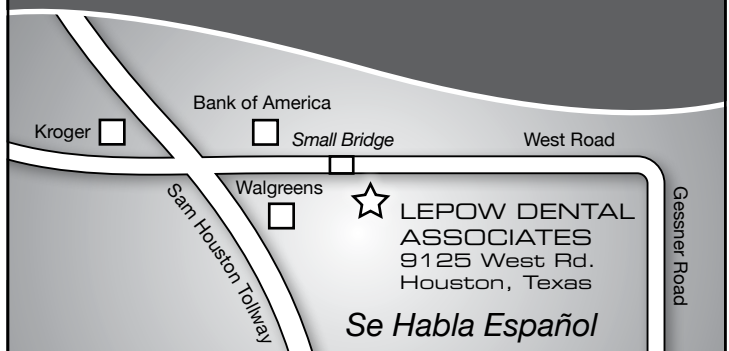 Bank of America
Kroger
Small Bridge
West Road
Walgreens
Sam Houston Tollway
Gessner Road
LEPOW DENTAL
ASSOCIATES
9125 West Rd.
Houston, Texas
Se Habla Español